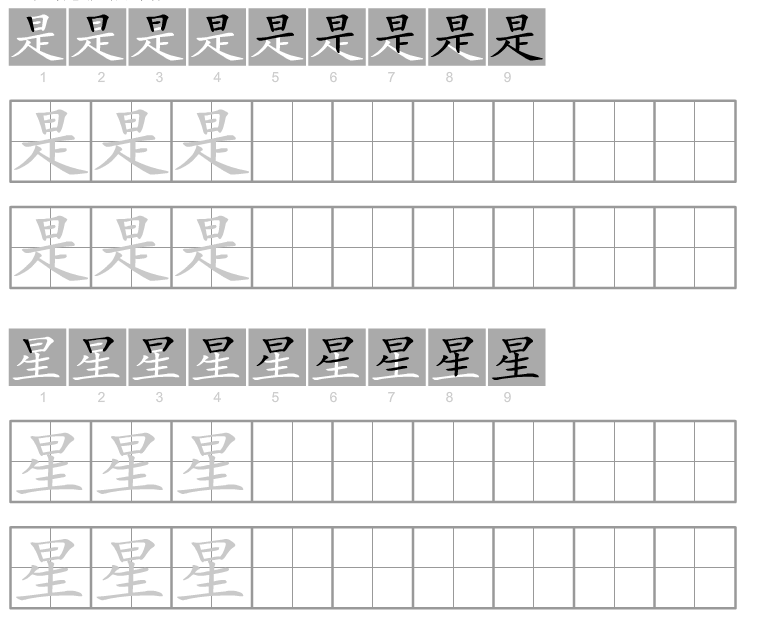 是 是 是 是 是 是 是 是 是
1 2 3 4 5 6 7 8 9
是 是 是
是 是 是
星 星 星 星 星 星 星 星 星
1 2 3 4 5 6 7 8 9
星 星 星
星 星 星